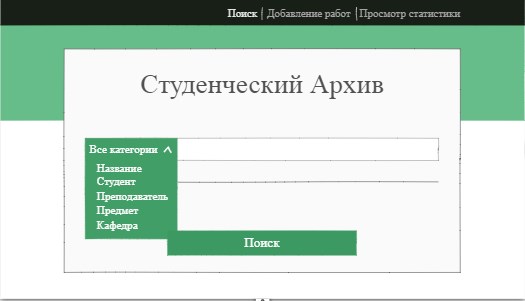 Поиск | Добавление работ | Просмотр статистики
Студенческий Архив
Все категории
Название
Студент
Преподаватель
Предмет
Кафедра
Поиск